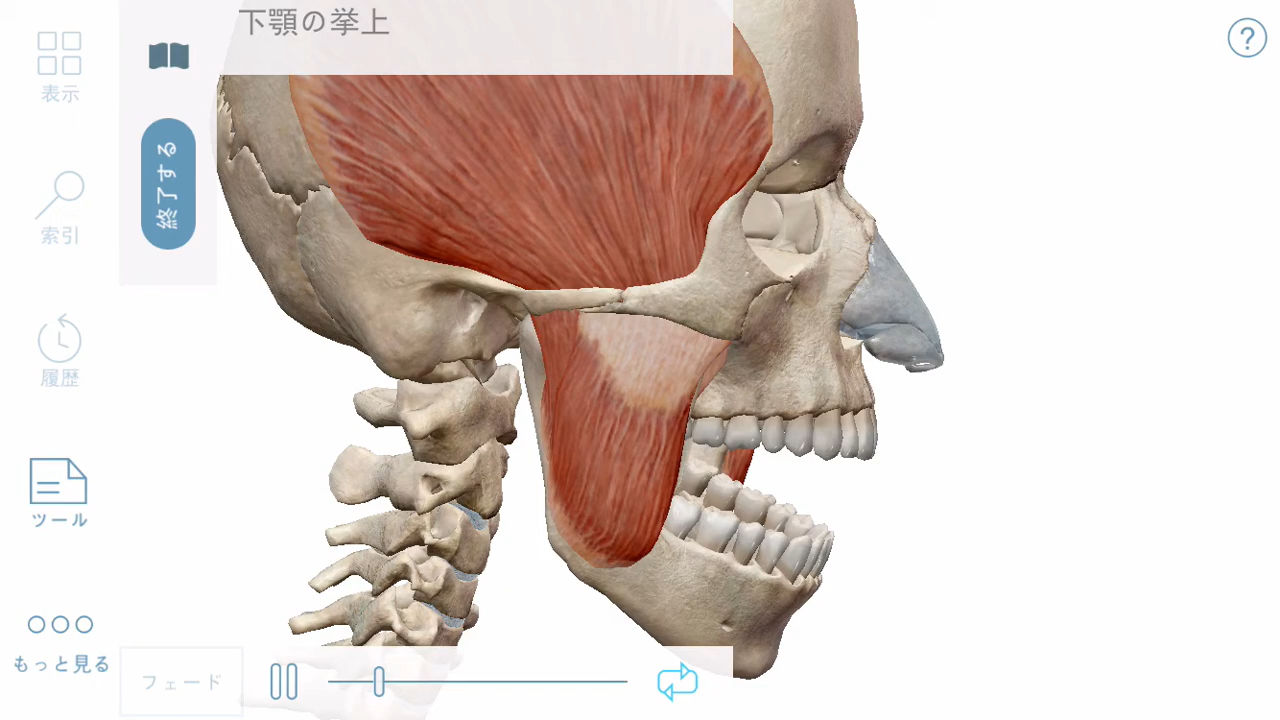 下顎の挙上
表示
終了する
索引
履歴
ツール
もっと見る
フェード
?